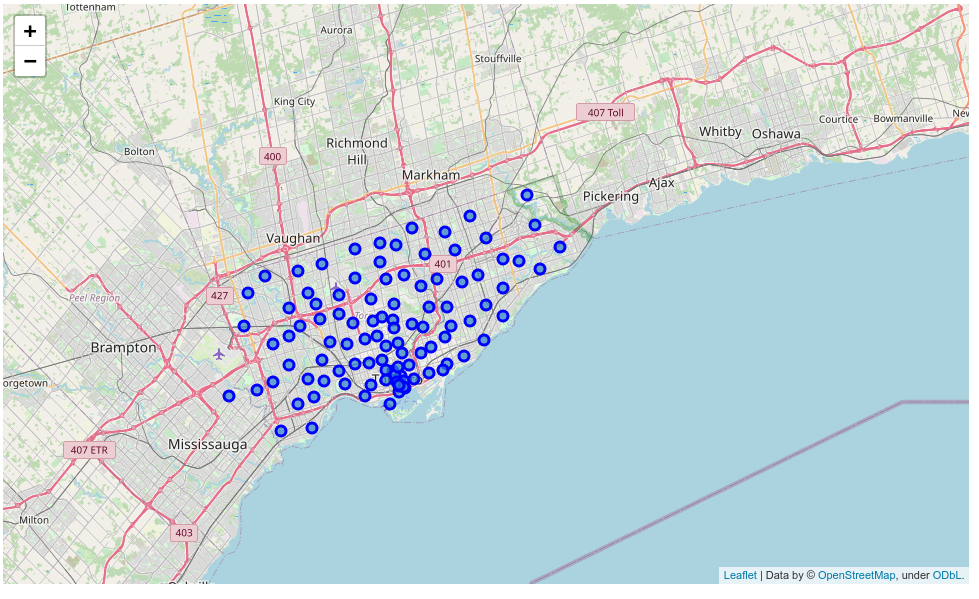 Tottenham
+
−
Aurora
Stouffville
King City
407 Toll
Courtice
Bowmanville
Whitby
Oshawa
Richmond
Hill
Bolton
400
Markham
Ajax
Pickering
Vaughan
401
427
Peel Region
Brampton
Mississauga
407 ETR
Milton
403
Leaflet | Data by © OpenStreetMap, under ODbL.